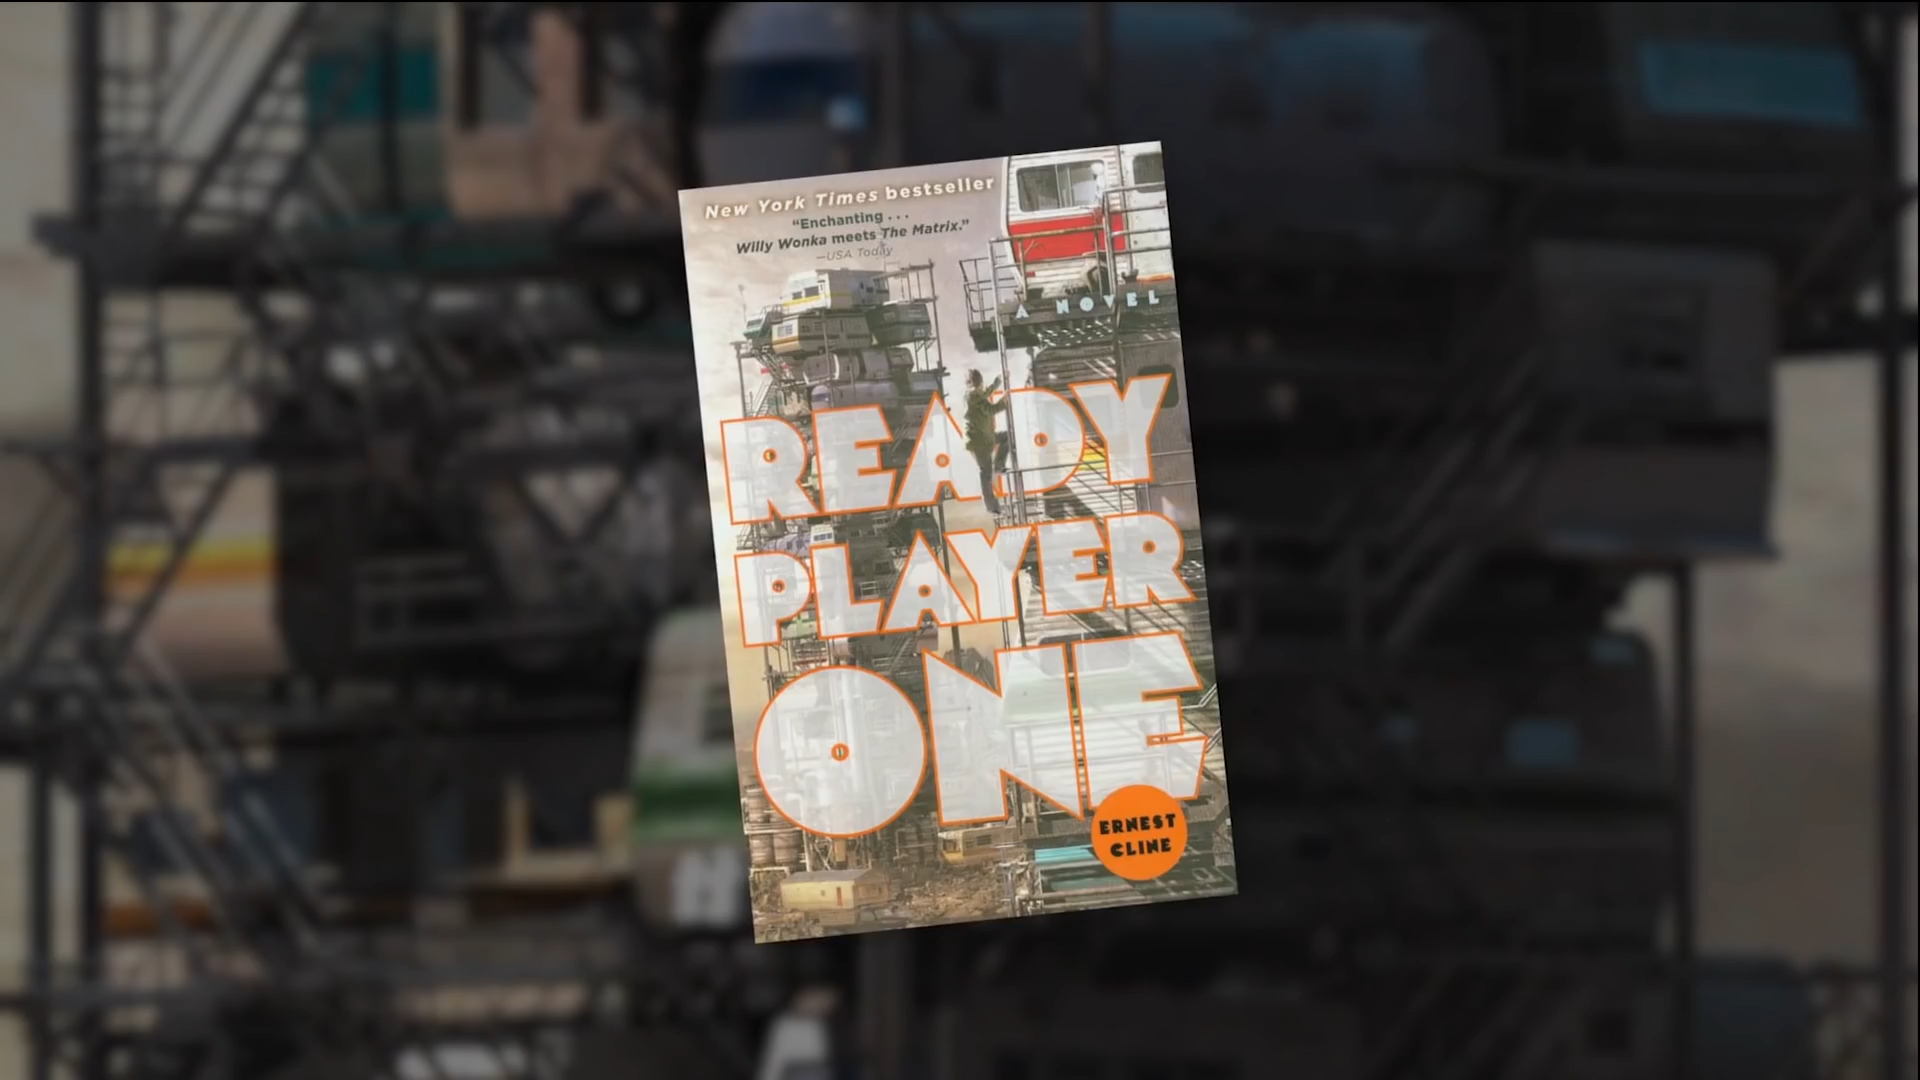 New York Times bestseller
“Enchanting . . .
Willy Wonka meets The Matrix.”
—USA Today
A NOVEL
READY
PLAYER
ONE
ERNEST
CLINE